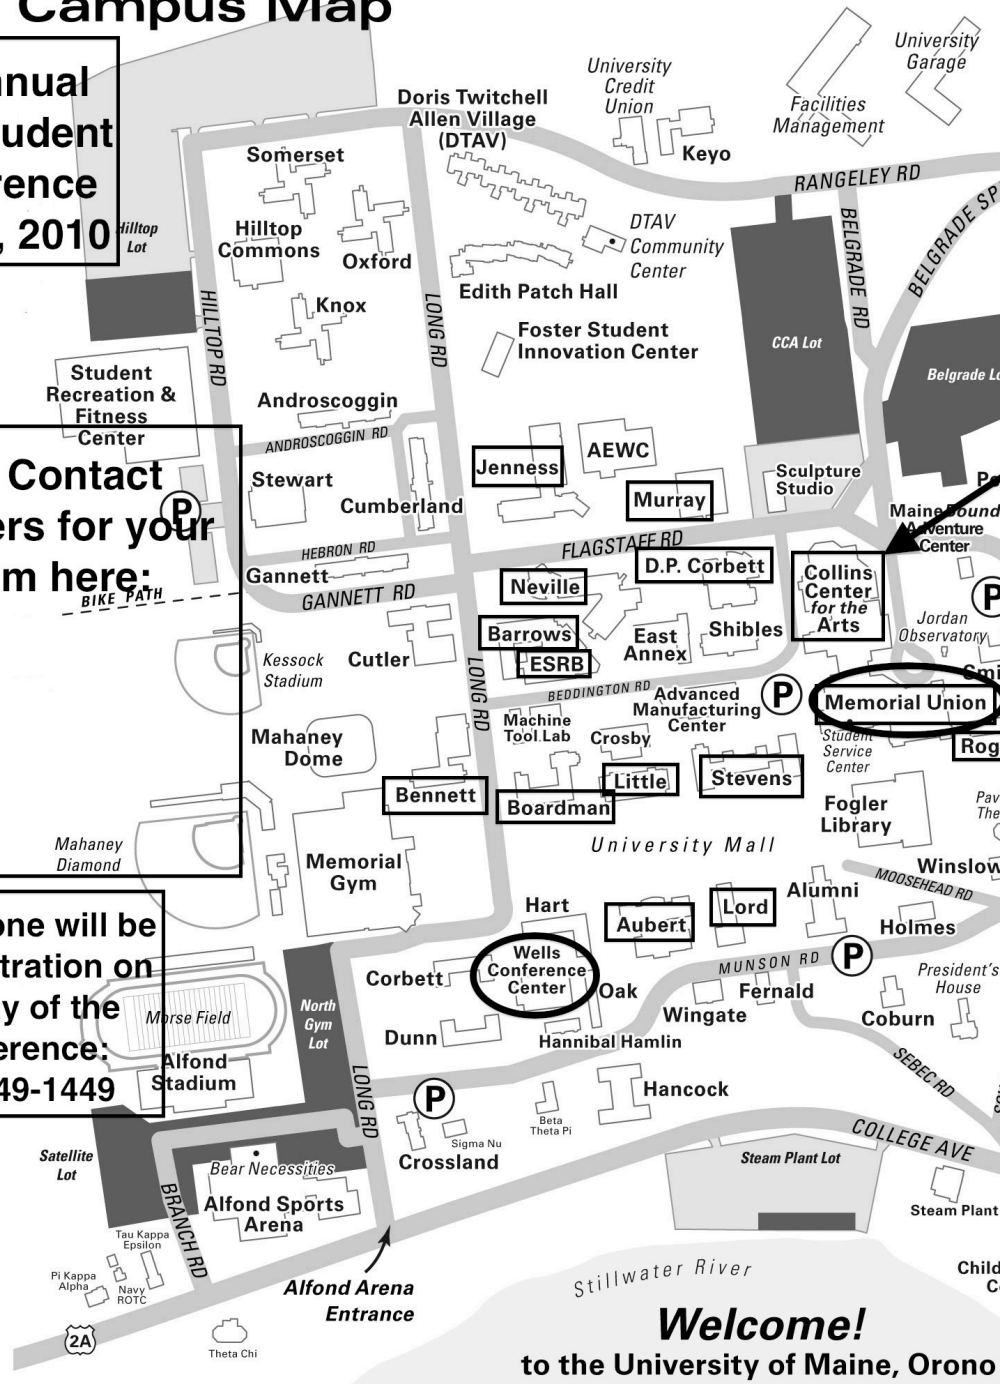 Campus Map
nnual
udent
rence
, 2010
Hilltop
Lot
University
Garage
University
Credit
Union
Facilities
Management
Doris Twitchell
Allen Village
(DTAV)
Keyo
Somerset
RANGELEY RD
BELGRADE RD
Hilltop
Commons
Oxford
DTAV
Community
Center
Edith Patch Hall
HILLTOP RD
LONG RD
Knox
Foster Student
Innovation Center
CCA Lot
Student
Recreation &
Fitness
Center
Androscoggin
ANDROSCOGGIN RD
Jenness
AEWC
Murray
Sculpture
Studio
Stewart
Cumberland
Contact
ers for your
m here:
P
BIKE PATH
HEBRON RD
FLAGSTAFF RD
Center
Gannett
GANNETT RD
Neville
D.P. Corbett
Collins
Center
for the
Arts
P
Jordan
Observatory
Barrows
ESRB
East
Annex
Shibles
Kessock
Stadium
Cutler
LONG RD
BEDDINGTON RD
Advanced
Manufacturing
Center
P
Memorial Union
Machine
Tool Lab
Crosby
Student
Service
Center
Mahaney
Dome
Bennett
Boardman
Little
Stevens
Fogler
Library
University Mall
Mahaney
Diamond
Memorial
Gym
Winslow
MOOSEHEAD RD
Alumni
Hart
Aubert
Lord
Holmes
one will be
tration on
y of the
erence:
49-1449
Corbett
Wells
Conference
Center
Oak
MUNSON RD
P
President's
House
Wingate
Fernald
Coburn
North
Gym
Lot
Morse Field
Dunn
Hannibal Hamlin
Alfond
Stadium
LONG RD
P
Hancock
SEBEC RD
Beta
Theta Pi
Sigma Nu
Crossland
COLLEGE AVE
Satellite
Lot
Bear Necessities
Alfond Sports
Arena
BRANCH RD
Steam Plant Lot
Steam Plant
Tau Kappa
Epsilon
Pi Kappa
Alpha
Navy
ROTC
Alfond Arena
Entrance
Stillwater River
2A
Theta Chi
Welcome!
to the University of Maine, Orono